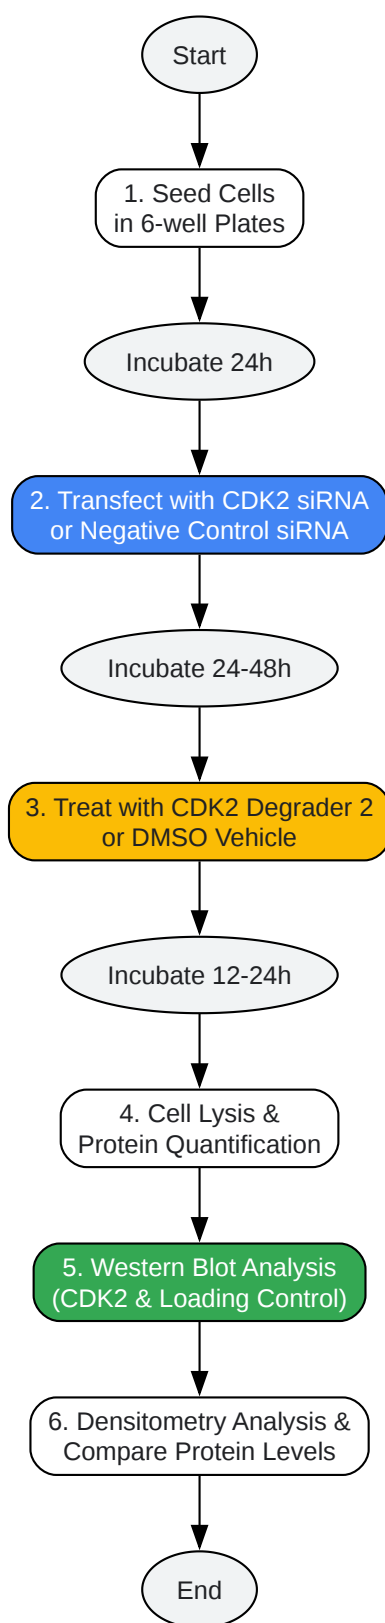 Start
1. Seed Cells
in 6-well Plates
Incubate 24h
2. Transfect with CDK2 siRNA
or Negative Control siRNA
Incubate 24-48h
3. Treat with CDK2 Degrader 2
or DMSO Vehicle
Incubate 12-24h
4. Cell Lysis &
Protein Quantification
5. Western Blot Analysis
(CDK2 & Loading Control)
6. Densitometry Analysis &
Compare Protein Levels
End